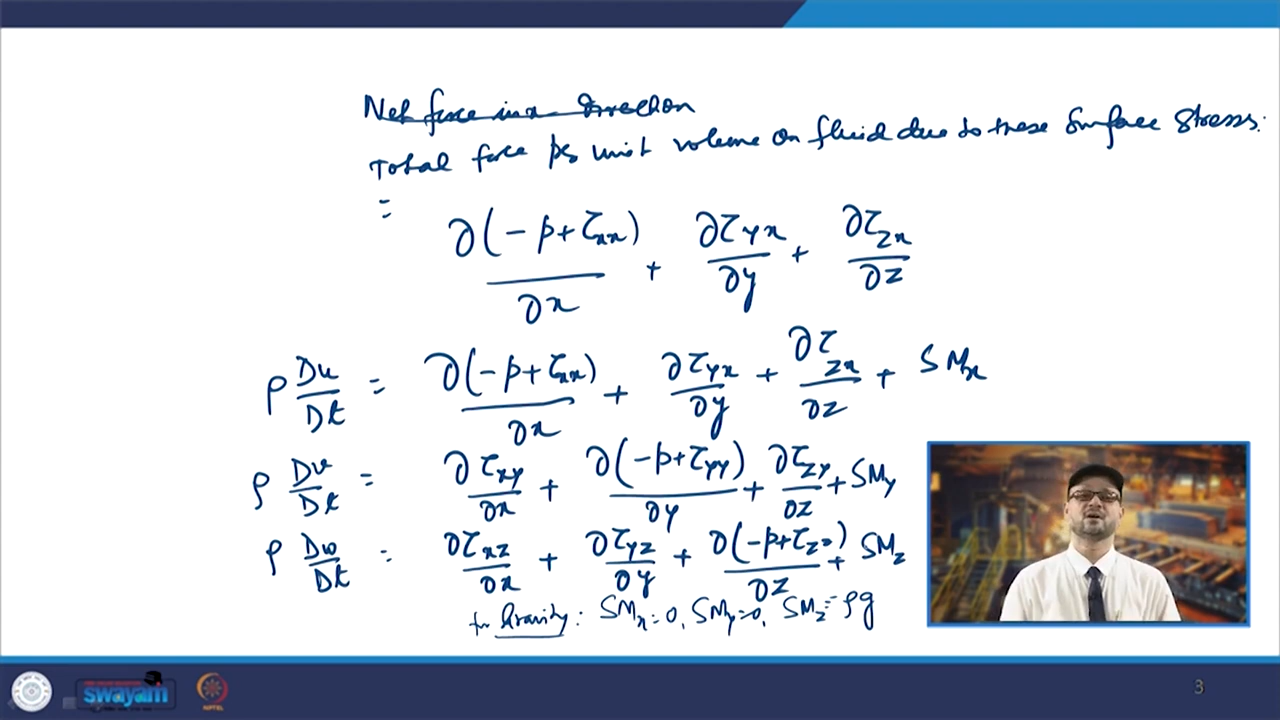 Net force in x- direction
Total force per unit volume on fluid due to these surface stresses.
=
∂(-p+τxx)/∂x + ∂τyx/∂y + ∂τzx/∂z
ρ Du/Dt = ∂(-p+τxx)/∂x + ∂τyx/∂y + ∂τzx/∂z + SMx
ρ Dv/Dt = ∂τxy/∂x + ∂(-p+τyy)/∂y + ∂τzy/∂z + SMy
ρ Dw/Dt = ∂τxz/∂x + ∂τyz/∂y + ∂(-p+τzz)/∂z + SMz
for Gravity: SMx=0, SMy=0, SMz=ρg
swayam
3